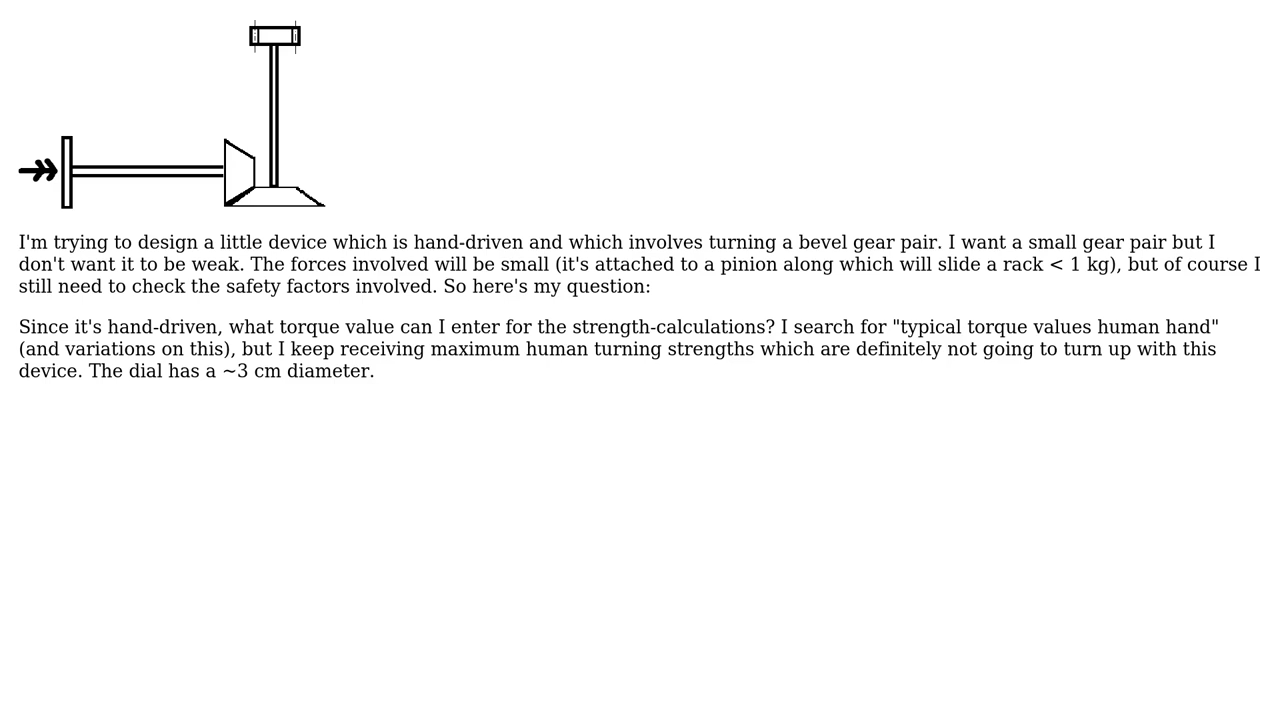 I'm trying to design a little device which is hand-driven and which involves turning a bevel gear pair. I want a small gear pair but I
don't want it to be weak. The forces involved will be small (it's attached to a pinion along which will slide a rack < 1 kg), but of course I
still need to check the safety factors involved. So here's my question:
Since it's hand-driven, what torque value can I enter for the strength-calculations? I search for "typical torque values human hand"
(and variations on this), but I keep receiving maximum human turning strengths which are definitely not going to turn up with this
device. The dial has a ~3 cm diameter.